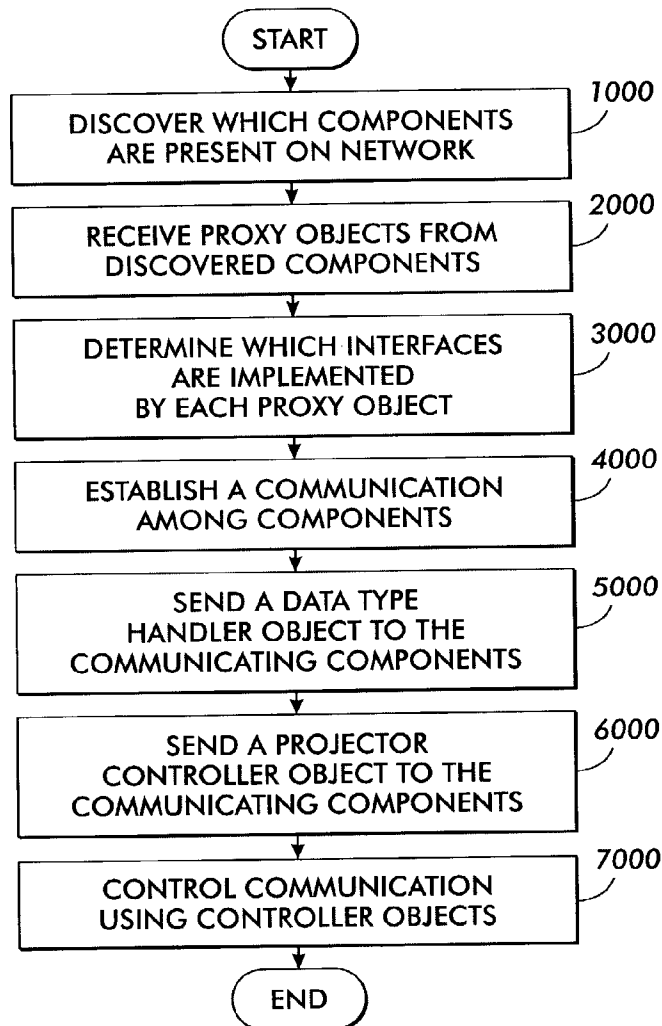 START
1000
DISCOVER WHICH COMPONENTS
ARE PRESENT ON NETWORK
2000
RECEIVE PROXY OBJECTS FROM
DISCOVERED COMPONENTS
3000
DETERMINE WHICH INTERFACES
ARE IMPLEMENTED
BY EACH PROXY OBJECT
4000
ESTABLISH A COMMUNICATION
AMONG COMPONENTS
5000
SEND A DATA TYPE
HANDLER OBJECT TO THE
COMMUNICATING COMPONENTS
6000
SEND A PROJECTOR
CONTROLLER OBJECT TO THE
COMMUNICATING COMPONENTS
7000
CONTROL COMMUNICATION
USING CONTROLLER OBJECTS
END